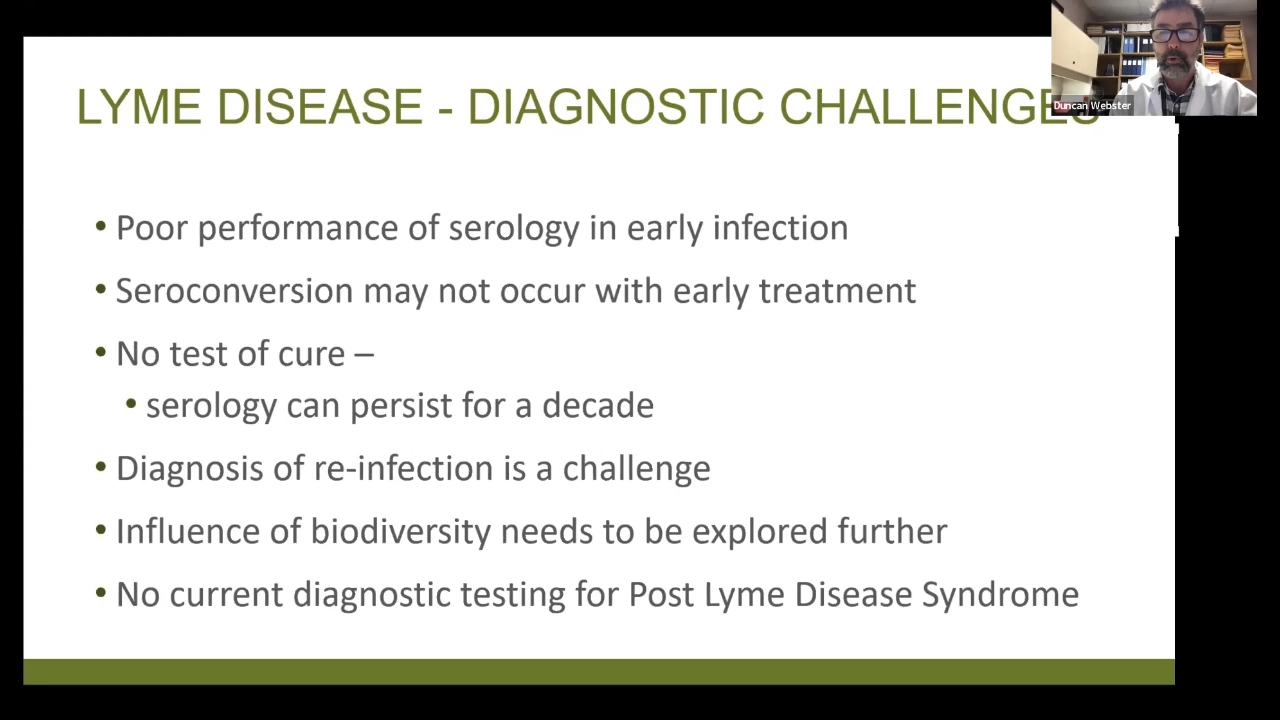 LYME DISEASE - DIAGNOSTIC CHALLENGES
Duncan Webster
• Poor performance of serology in early infection
• Seroconversion may not occur with early treatment
• No test of cure –
• serology can persist for a decade
• Diagnosis of re-infection is a challenge
• Influence of biodiversity needs to be explored further
• No current diagnostic testing for Post Lyme Disease Syndrome